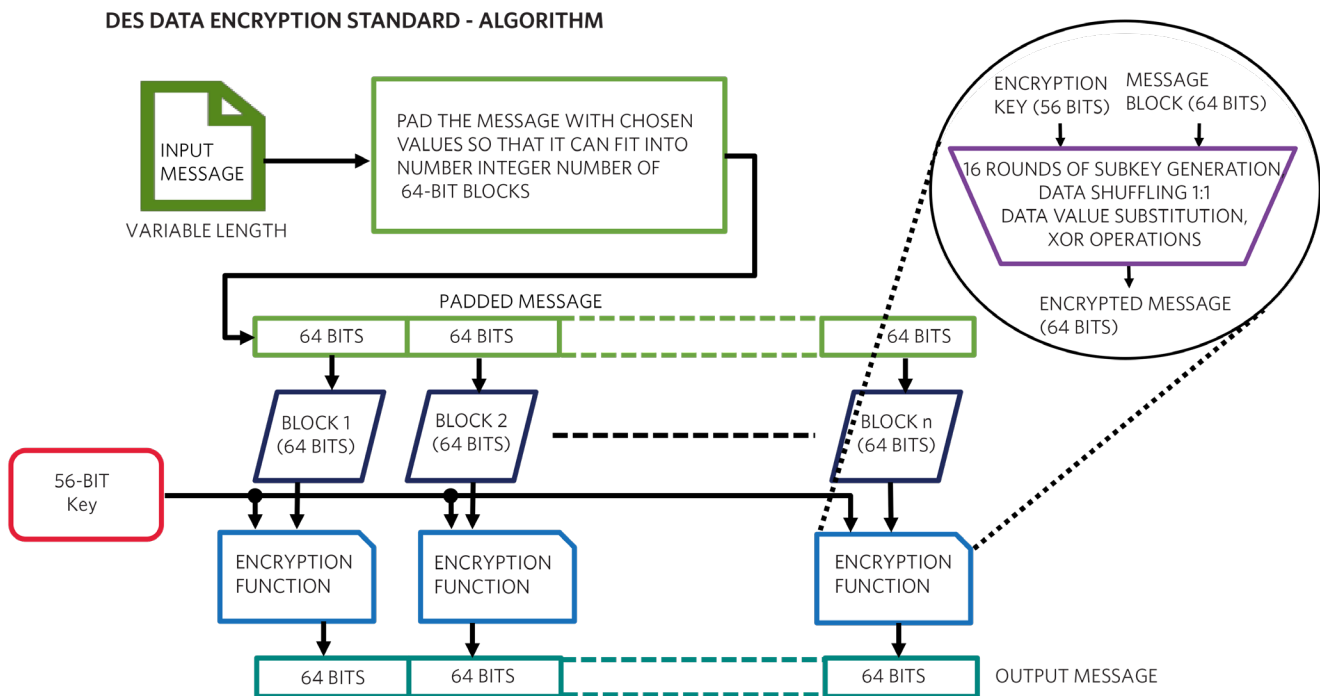 DES DATA ENCRYPTION STANDARD - ALGORITHM
INPUT
MESSAGE
VARIABLE LENGTH
PAD THE MESSAGE WITH CHOSEN
VALUES SO THAT IT CAN FIT INTO
NUMBER INTEGER NUMBER OF
64-BIT BLOCKS
ENCRYPTION
KEY (56 BITS)
MESSAGE
BLOCK (64 BITS)
16 ROUNDS OF SUBKEY GENERATION
DATA SHUFFLING 1:1
DATA VALUE SUBSTITUTION,
XOR OPERATIONS
ENCRYPTED MESSAGE
(64 BITS)
PADDED MESSAGE
64 BITS
64 BITS
64 BITS
BLOCK 1
(64 BITS)
BLOCK 2
(64 BITS)
BLOCK n
(64 BITS)
56-BIT
Key
ENCRYPTION
FUNCTION
ENCRYPTION
FUNCTION
ENCRYPTION
FUNCTION
64 BITS
64 BITS
64 BITS
OUTPUT MESSAGE